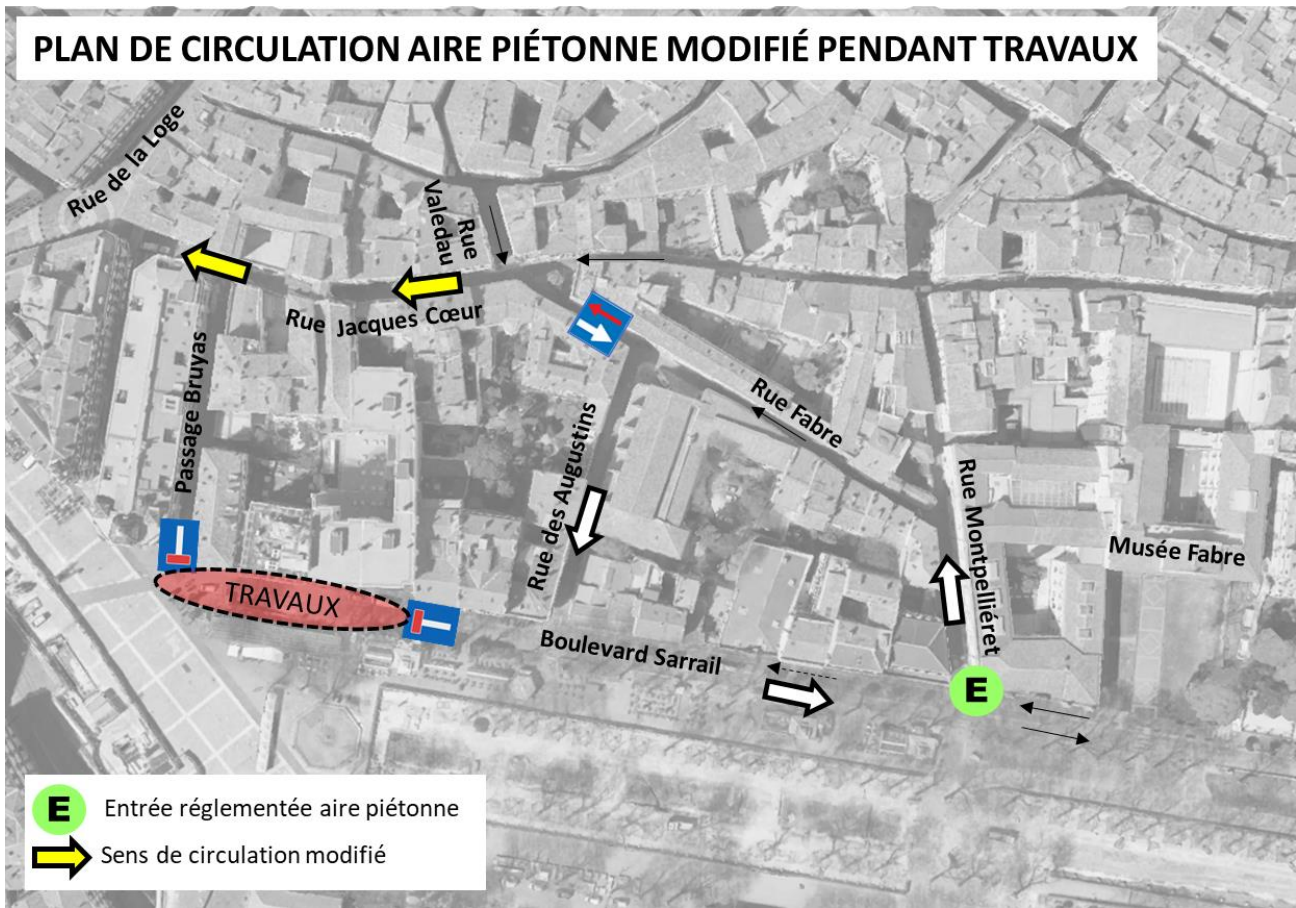 PLAN DE CIRCULATION AIRE PIÉTONNE MODIFIÉ PENDANT TRAVAUX
Rue de la Loge
Rue
Valedau
Rue Jacques Cœur
Passage Bruyas
Rue Fabre
Rue des Augustins
Rue Montpelliéret
Musée Fabre
TRAVAUX
Boulevard Sarrail
E
E Entrée réglementée aire piétonne
Sens de circulation modifié